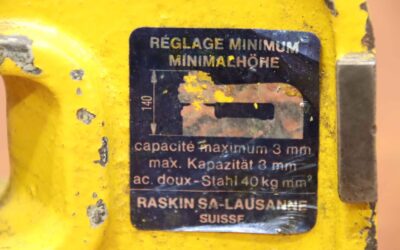 RÉGLAGE MINIMUM
MINIMALHÖHE
140
capacité maximum 3 mm
max. Kapazität 3 mm
ac. doux - Stahl 40 kg mm²
RASKIN SA-LAUSANNE
SUISSE